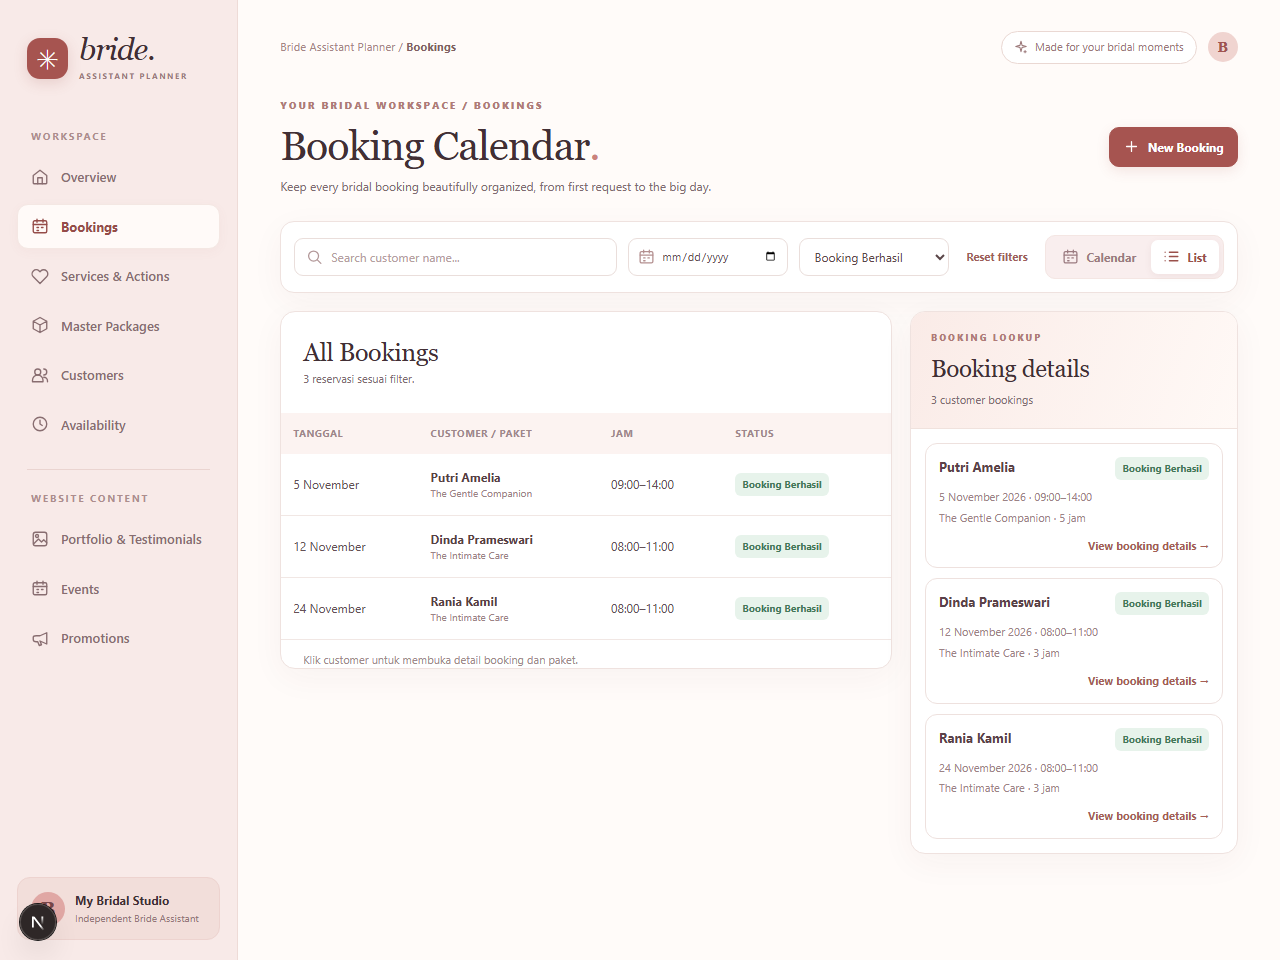 bride.
ASSISTANT PLANNER
WORKSPACE
Overview
Bookings
Services & Actions
Master Packages
Customers
Availability
WEBSITE CONTENT
Portfolio & Testimonials
Events
Promotions
My Bridal Studio
Independent Bride Assistant
N
Bride Assistant Planner / Bookings
Made for your bridal moments
B
YOUR BRIDAL WORKSPACE / BOOKINGS
Booking Calendar.
Keep every bridal booking beautifully organized, from first request to the big day.
+ New Booking
Search customer name...
mm/dd/yyyy
Booking Berhasil
Reset filters
Calendar
List
All Bookings
3 reservasi sesuai filter.
TANGGAL CUSTOMER / PAKET JAM STATUS
5 November Putri Amelia 09:00–14:00 Booking Berhasil
The Gentle Companion
12 November Dinda Prameswari 08:00–11:00 Booking Berhasil
The Intimate Care
24 November Rania Kamil 08:00–11:00 Booking Berhasil
The Intimate Care
Klik customer untuk membuka detail booking dan paket.
BOOKING LOOKUP
Booking details
3 customer bookings
Putri Amelia Booking Berhasil
5 November 2026 · 09:00–14:00
The Gentle Companion · 5 jam
View booking details →
Dinda Prameswari Booking Berhasil
12 November 2026 · 08:00–11:00
The Intimate Care · 3 jam
View booking details →
Rania Kamil Booking Berhasil
24 November 2026 · 08:00–11:00
The Intimate Care · 3 jam
View booking details →